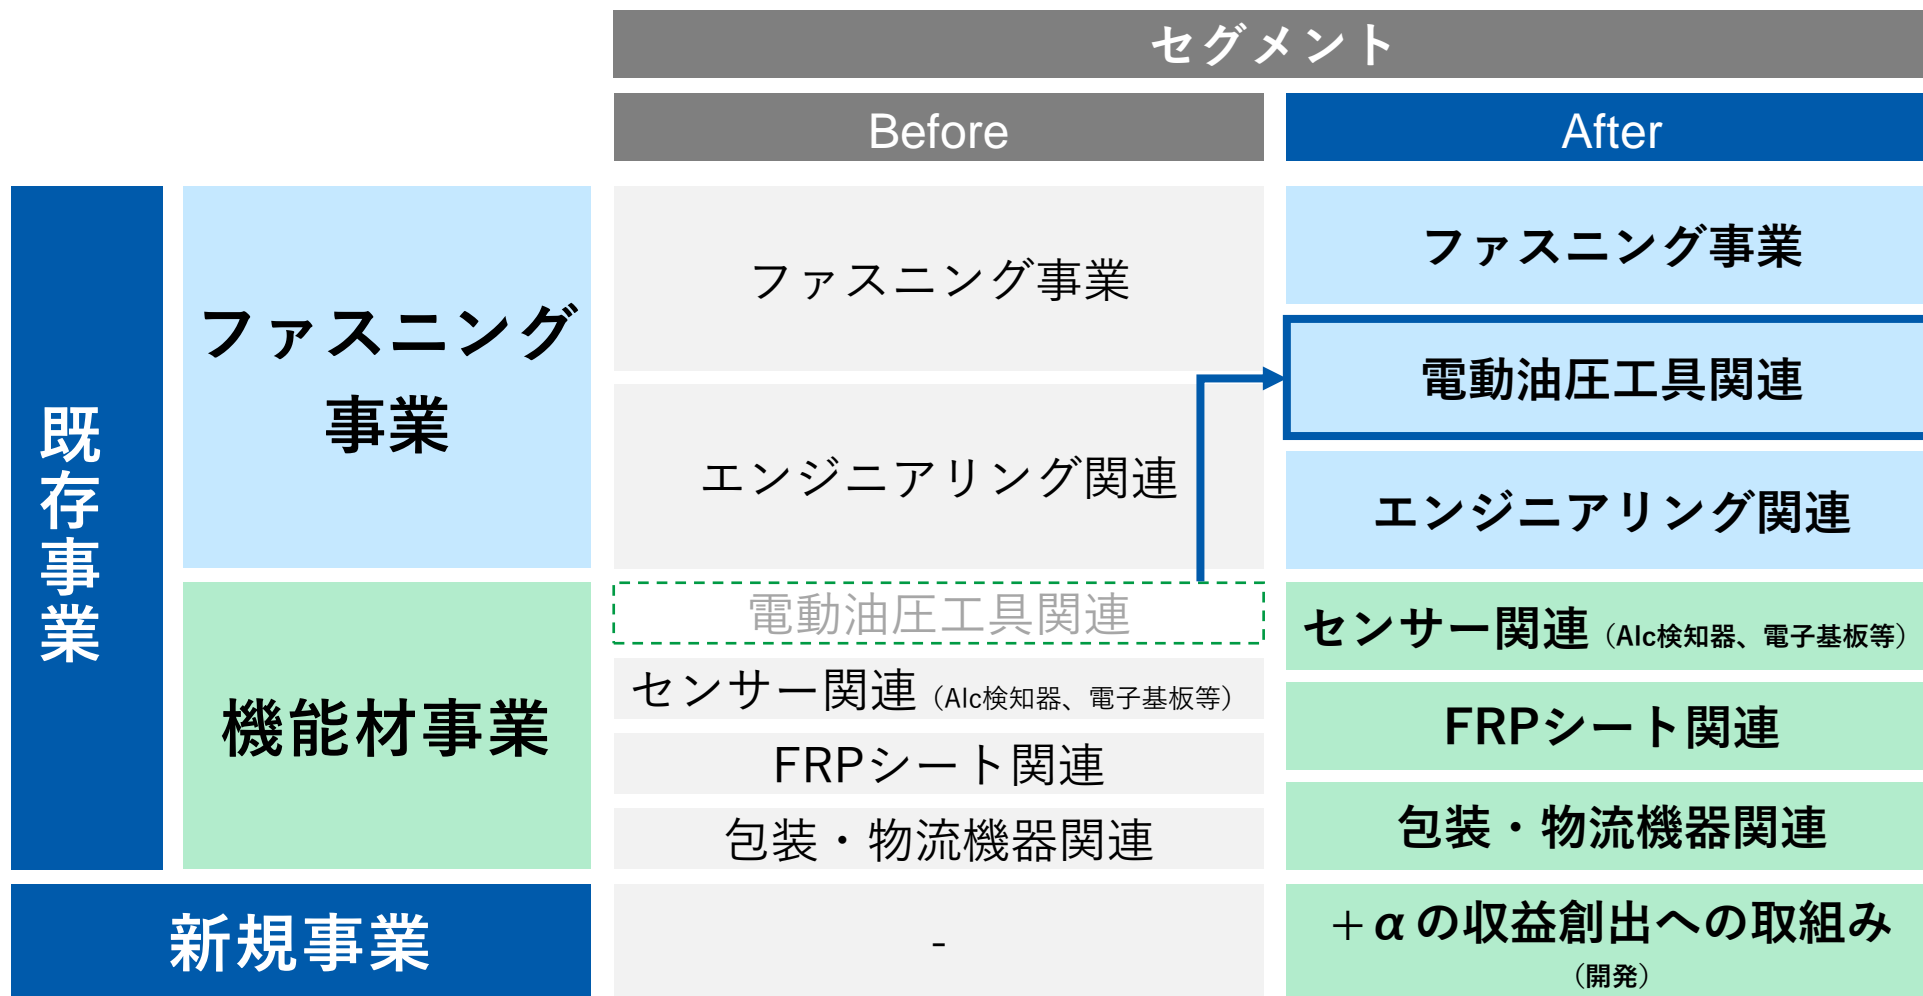 セグメント
Before
After
既存事業
ファスニング
事業
ファスニング事業
ファスニング事業
電動油圧工具関連
エンジニアリング関連
エンジニアリング関連
機能材事業
電動油圧工具関連
センサー関連（Alc検知器、電子基板等）
センサー関連（Alc検知器、電子基板等）
FRPシート関連
FRPシート関連
包装・物流機器関連
包装・物流機器関連
新規事業
-
＋αの収益創出への取組み
（開発）